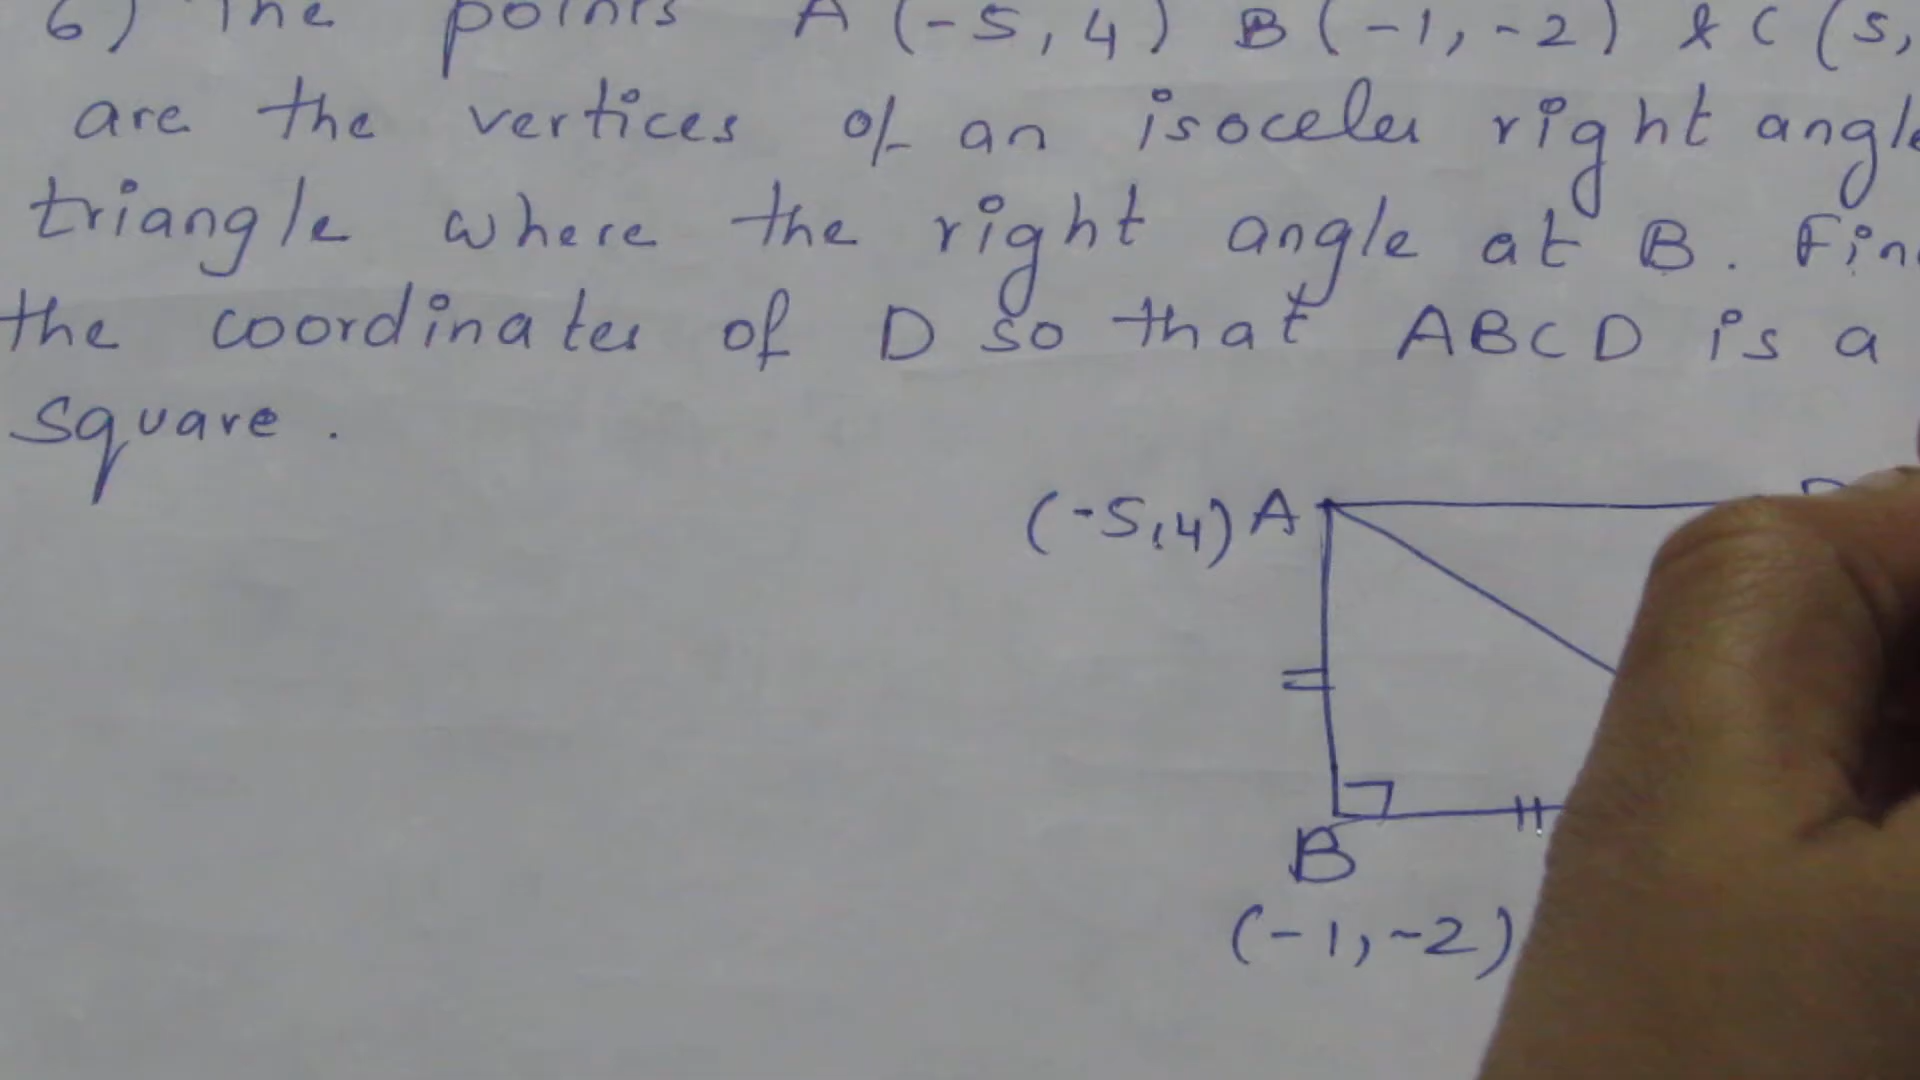 6) The points A (-5, 4) B (-1, -2) & C (5,
are the vertices of an isoceles right angle
triangle where the right angle at B. Fin
the coordinates of D so that ABCD is a
square.
(-5,4) A
B
(-1, -2)